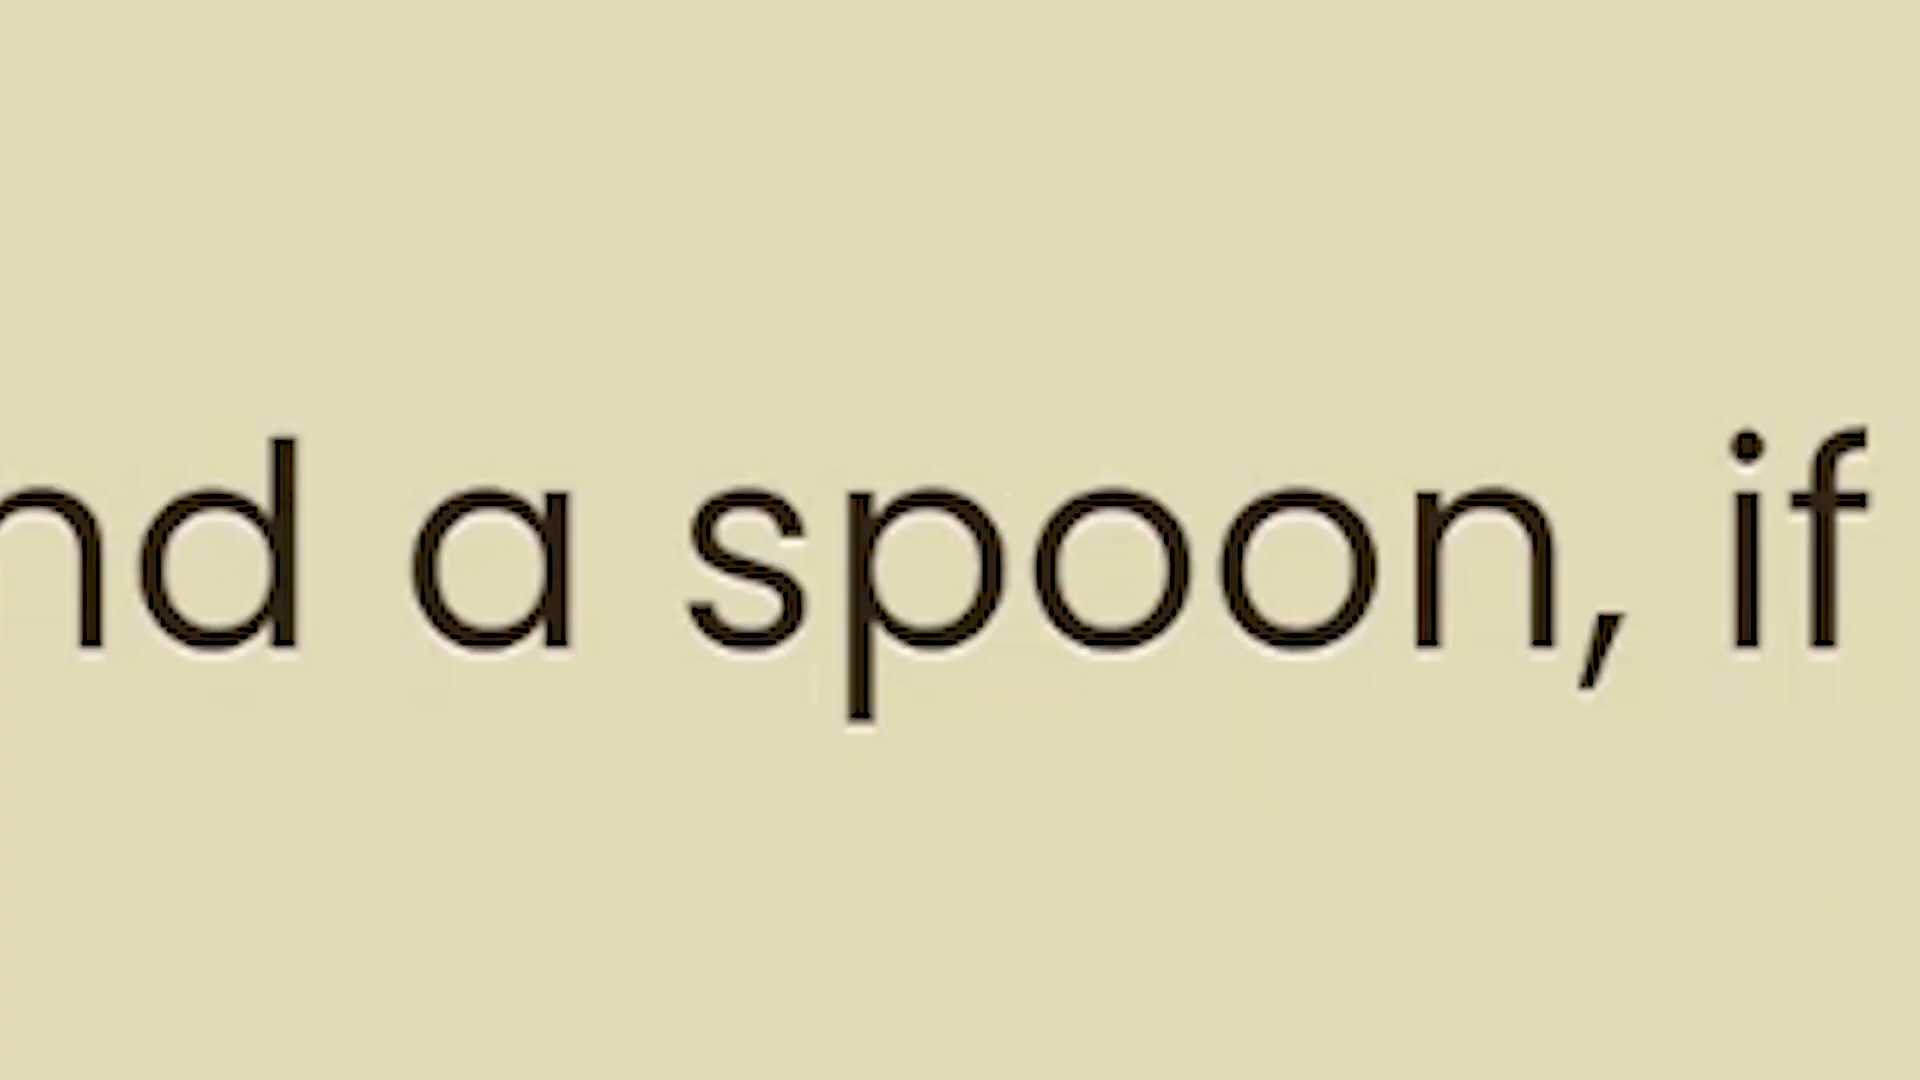 nd a spoon, if